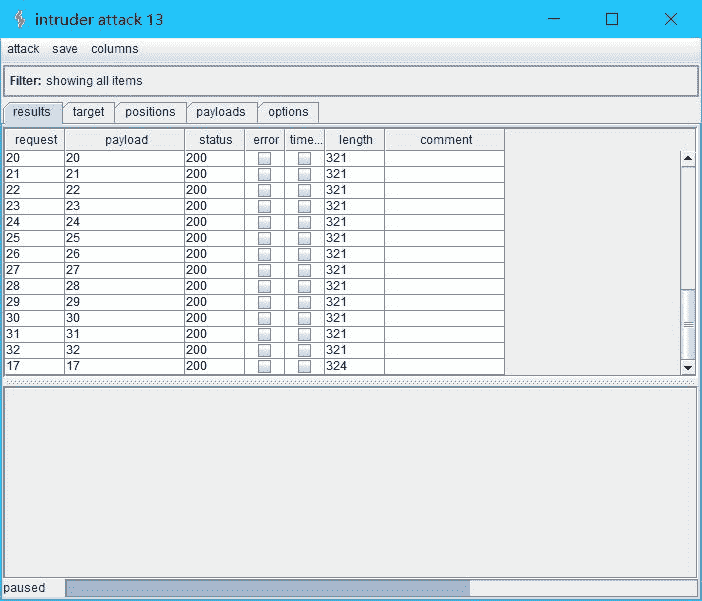 intruder attack 13
attack save columns
Filter: showing all items
results target positions payloads options
request payload status error time... length comment
20 20 200 321
21 21 200 321
22 22 200 321
23 23 200 321
24 24 200 321
25 25 200 321
26 26 200 321
27 27 200 321
28 28 200 321
29 29 200 321
30 30 200 321
31 31 200 321
32 32 200 321
17 17 200 324
paused